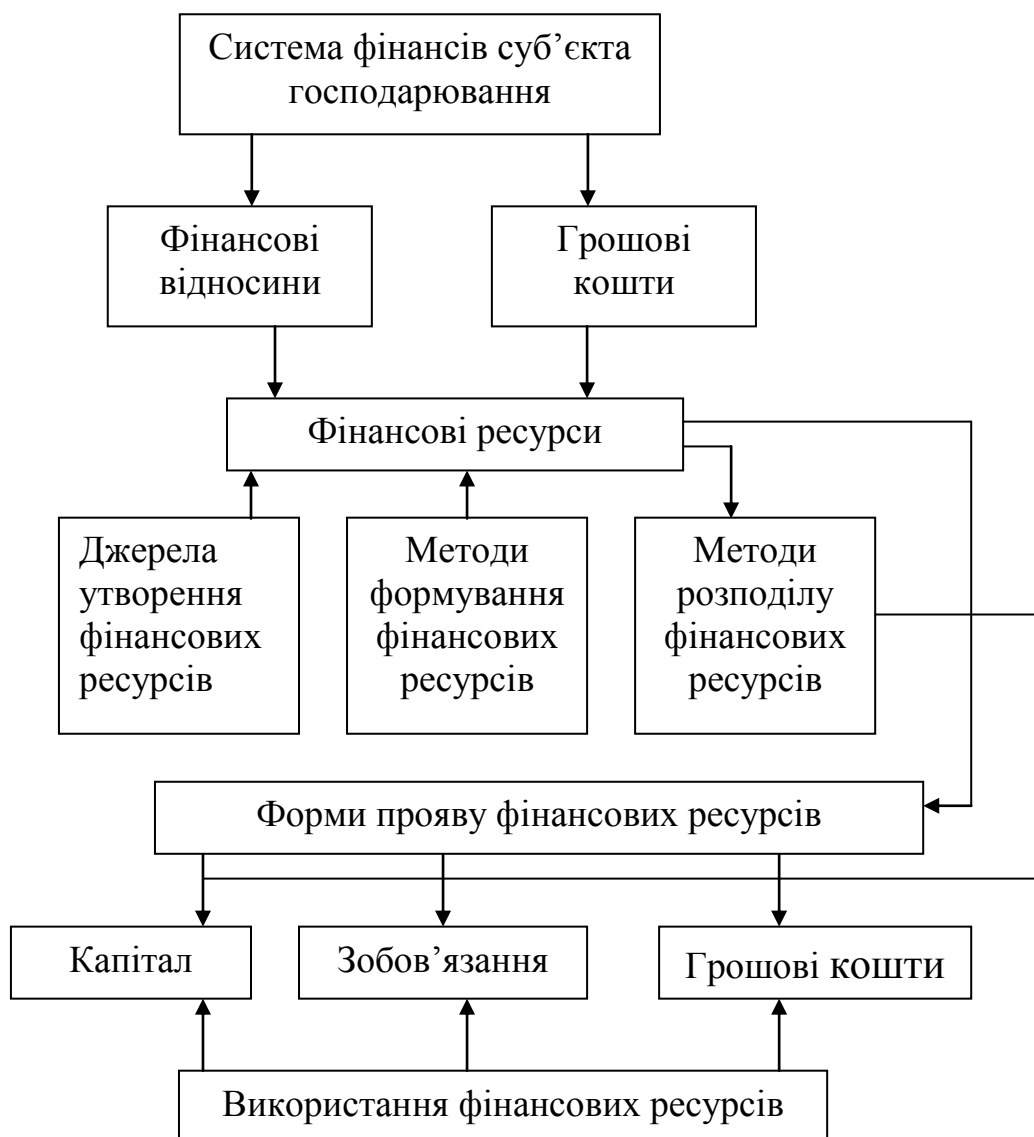 Система фінансів суб’єкта
господарювання
Фінансові
відносини
Грошові
кошти
Фінансові ресурси
Джерела
утворення
фінансових
ресурсів
Методи
формування
фінансових
ресурсів
Методи
розподілу
фінансових
ресурсів
Форми прояву фінансових ресурсів
Капітал
Зобов’язання
Грошові кошти
Використання фінансових ресурсів